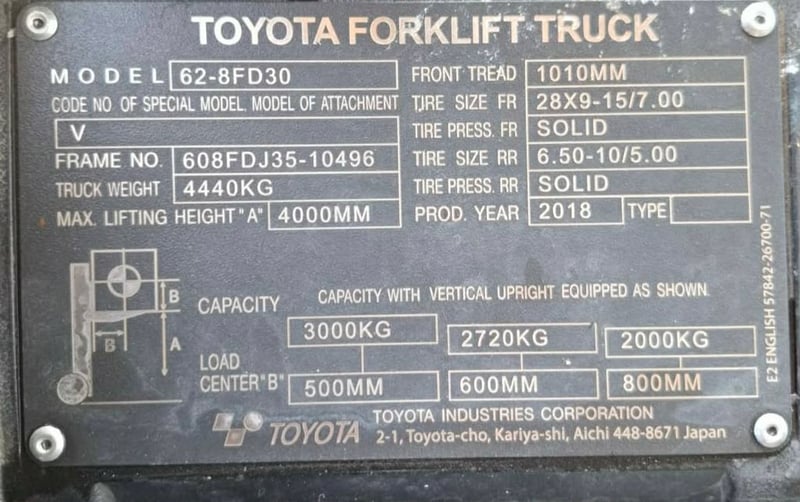 TOYOTA FORKLIFT TRUCK
MODEL 62-8FD30
CODE NO. OF SPECIAL MODEL. MODEL OF ATTACHMENT
V
FRAME NO. 608FDJ35-10496
TRUCK WEIGHT 4440KG
MAX. LIFTING HEIGHT "A" 4000MM
FRONT TREAD 1010MM
TIRE SIZE FR 28X9-15/7.00
TIRE PRESS. FR SOLID
TIRE SIZE RR 6.50-10/5.00
TIRE PRESS. RR SOLID
PROD. YEAR 2018 TYPE
B
B A
CAPACITY WITH VERTICAL UPRIGHT EQUIPPED AS SHOWN.
CAPACITY 3000KG 2720KG 2000KG
LOAD
CENTER "B" 500MM 600MM 800MM
TOYOTA
TOYOTA INDUSTRIES CORPORATION
2-1, Toyota-cho, Kariya-shi, Aichi 448-8671 Japan
E2 ENGLISH 57842-26700-71